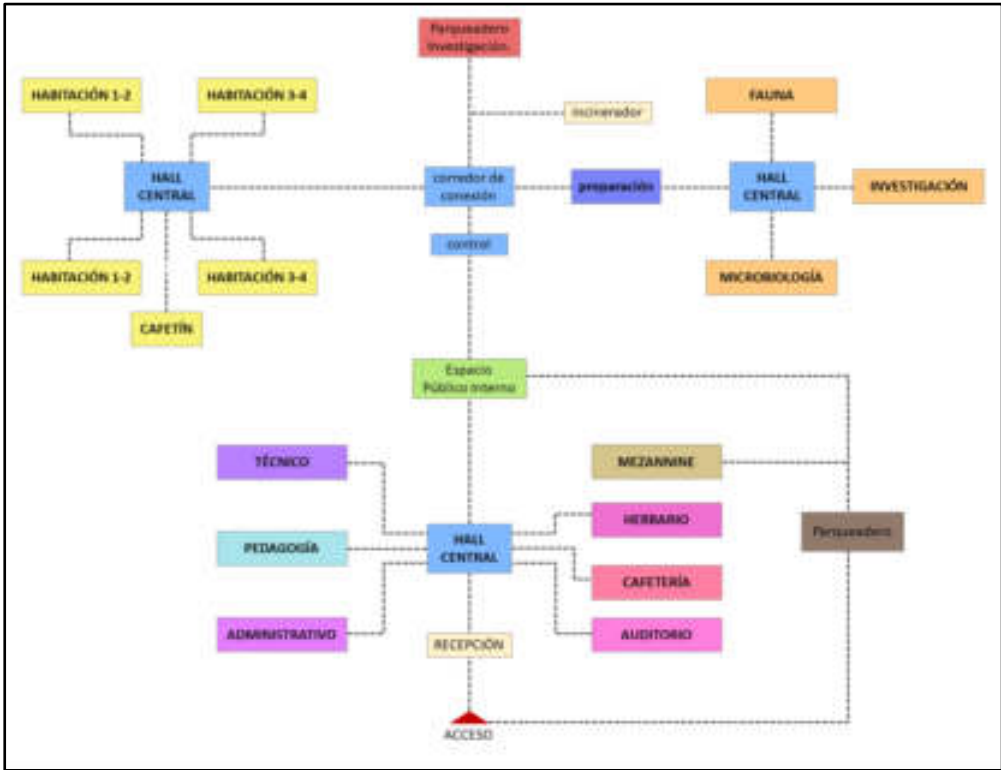 Parqueadero
Investigación.
HABITACIÓN 1-2
HABITACIÓN 3-4
FAUNA
incinerador
HALL
CENTRAL
corredor de
conexión
preparación
HALL
CENTRAL
INVESTIGACIÓN
control
HABITACIÓN 1-2
HABITACIÓN 3-4
MICROBIOLOGÍA
CAFETÍN
Espacio
Público Interno
TÉCNICO
MEZANNINE
HERBARIO
Parqueadero
HALL
CENTRAL
PEDAGOGÍA
CAFETERÍA
ADMINISTRATIVO
RECEPCIÓN
AUDITORIO
ACCESO